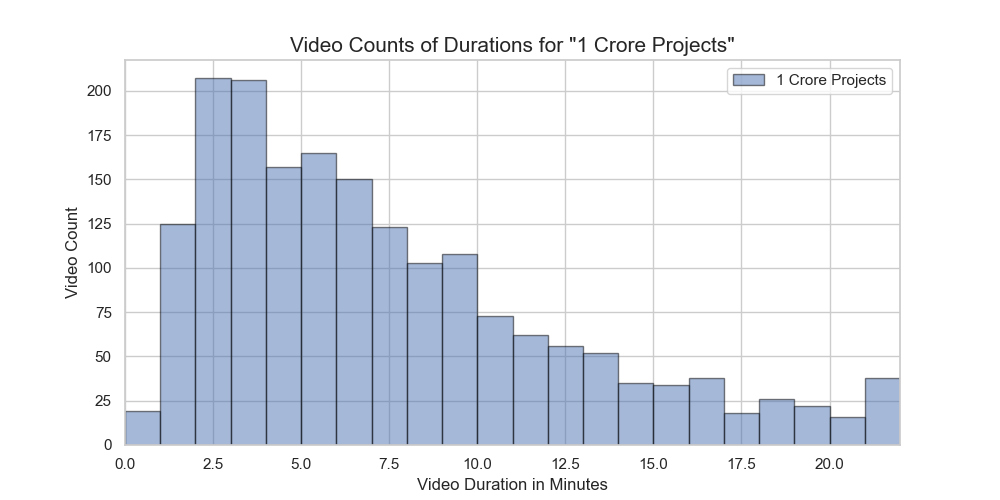 Video Counts of Durations for "1 Crore Projects"
1 Crore Projects
Video Count
200
175
150
125
100
75
50
25
0
0.0 2.5 5.0 7.5 10.0 12.5 15.0 17.5 20.0
Video Duration in Minutes